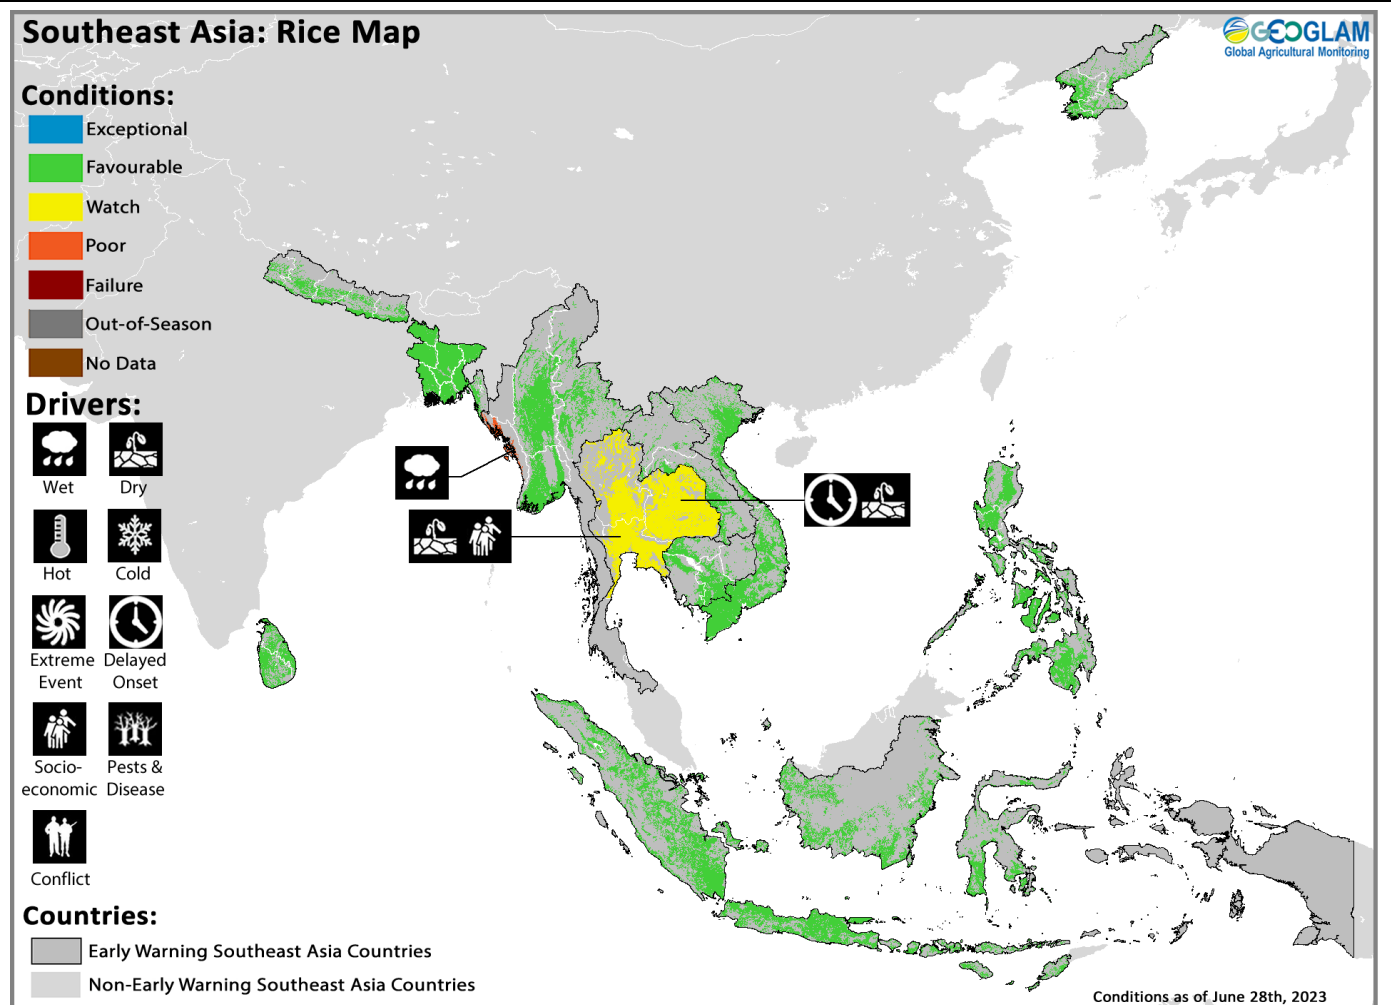 Southeast Asia: Rice Map
GEOGLAM
Global Agricultural Monitoring
Conditions:
Exceptional
Favourable
Watch
Poor
Failure
Out-of-Season
No Data
Drivers:
Wet
Dry
Hot
Cold
Extreme
Event
Delayed
Onset
Socio-
economic
Pests &
Disease
Conflict
Countries:
Early Warning Southeast Asia Countries
Non-Early Warning Southeast Asia Countries
Conditions as of June 28th, 2023